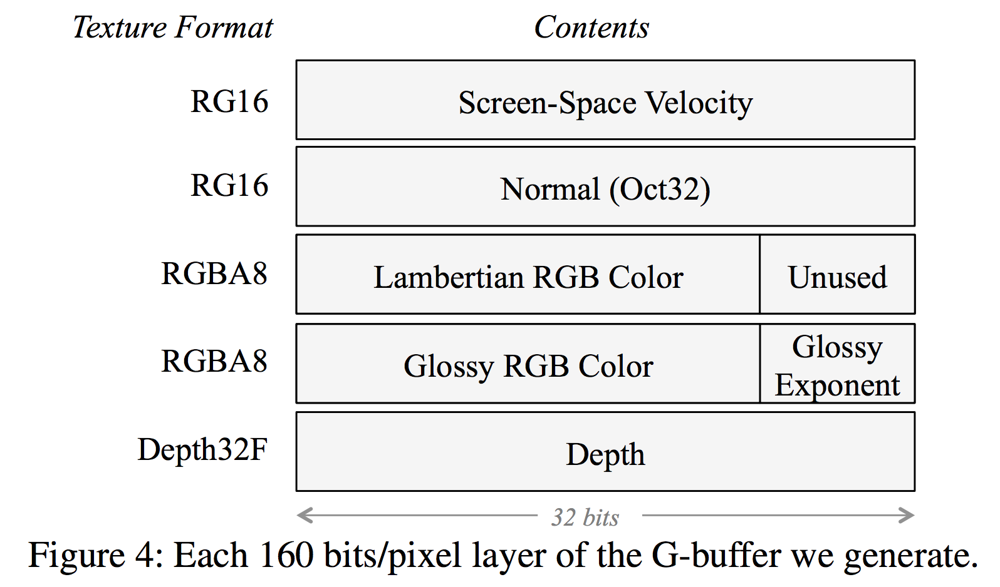 Texture Format Contents
RG16 Screen-Space Velocity
RG16 Normal (Oct32)
RGBA8 Lambertian RGB Color Unused
RGBA8 Glossy RGB Color Glossy
Exponent
Depth32F Depth
32 bits
Figure 4: Each 160 bits/pixel layer of the G-buffer we generate.